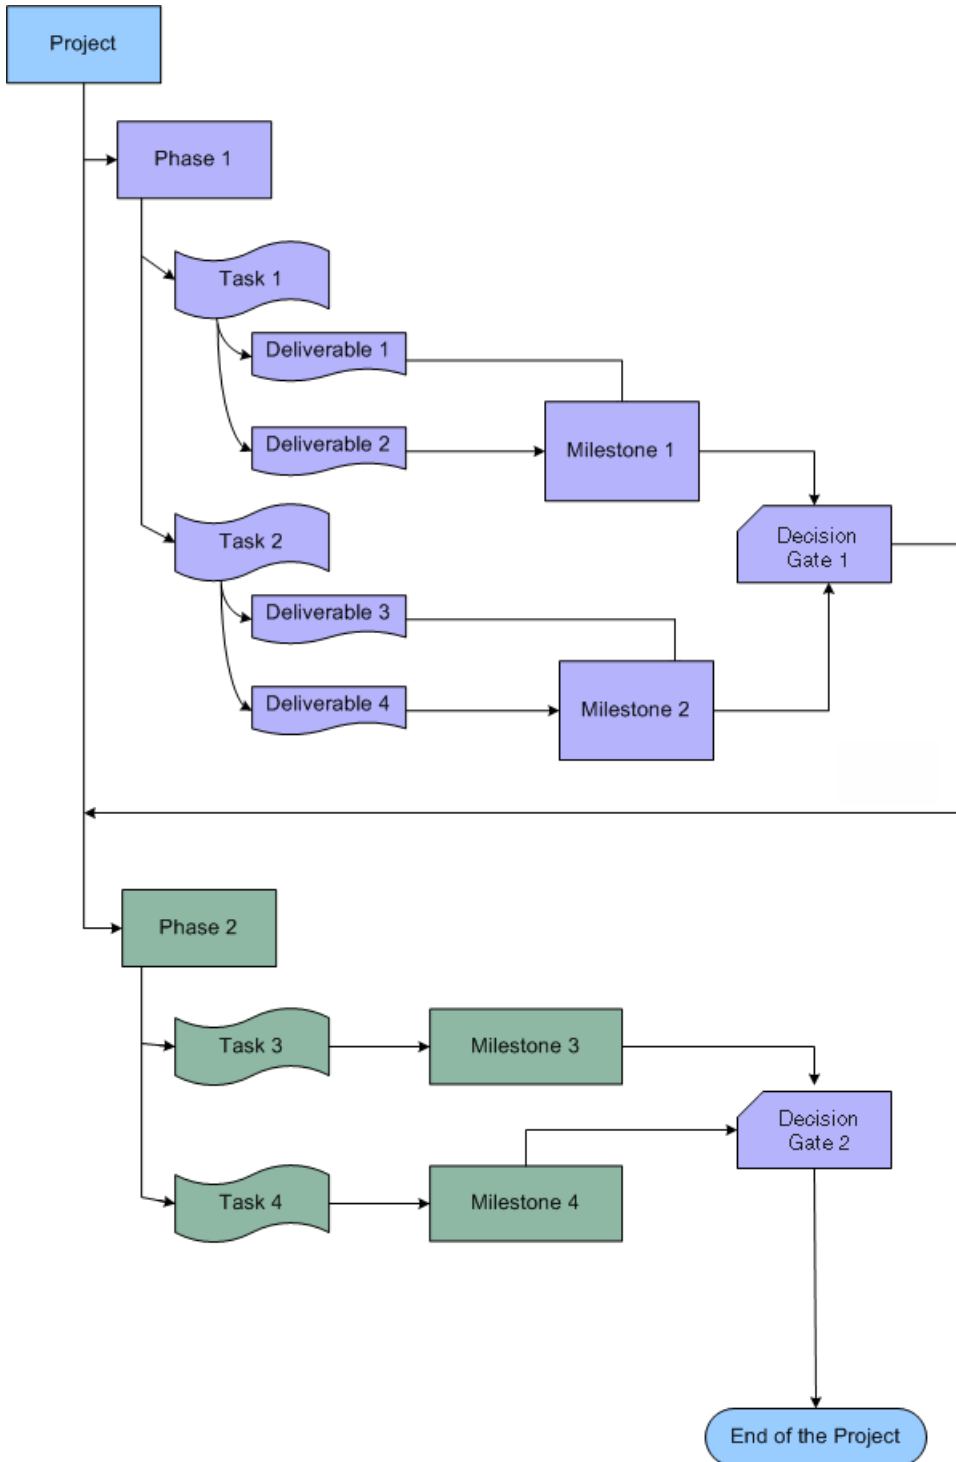 Project
Phase 1
Task 1
Deliverable 1
Deliverable 2
Milestone 1
Task 2
Decision
Gate 1
Deliverable 3
Deliverable 4
Milestone 2
Phase 2
Task 3
Milestone 3
Decision
Gate 2
Task 4
Milestone 4
End of the Project